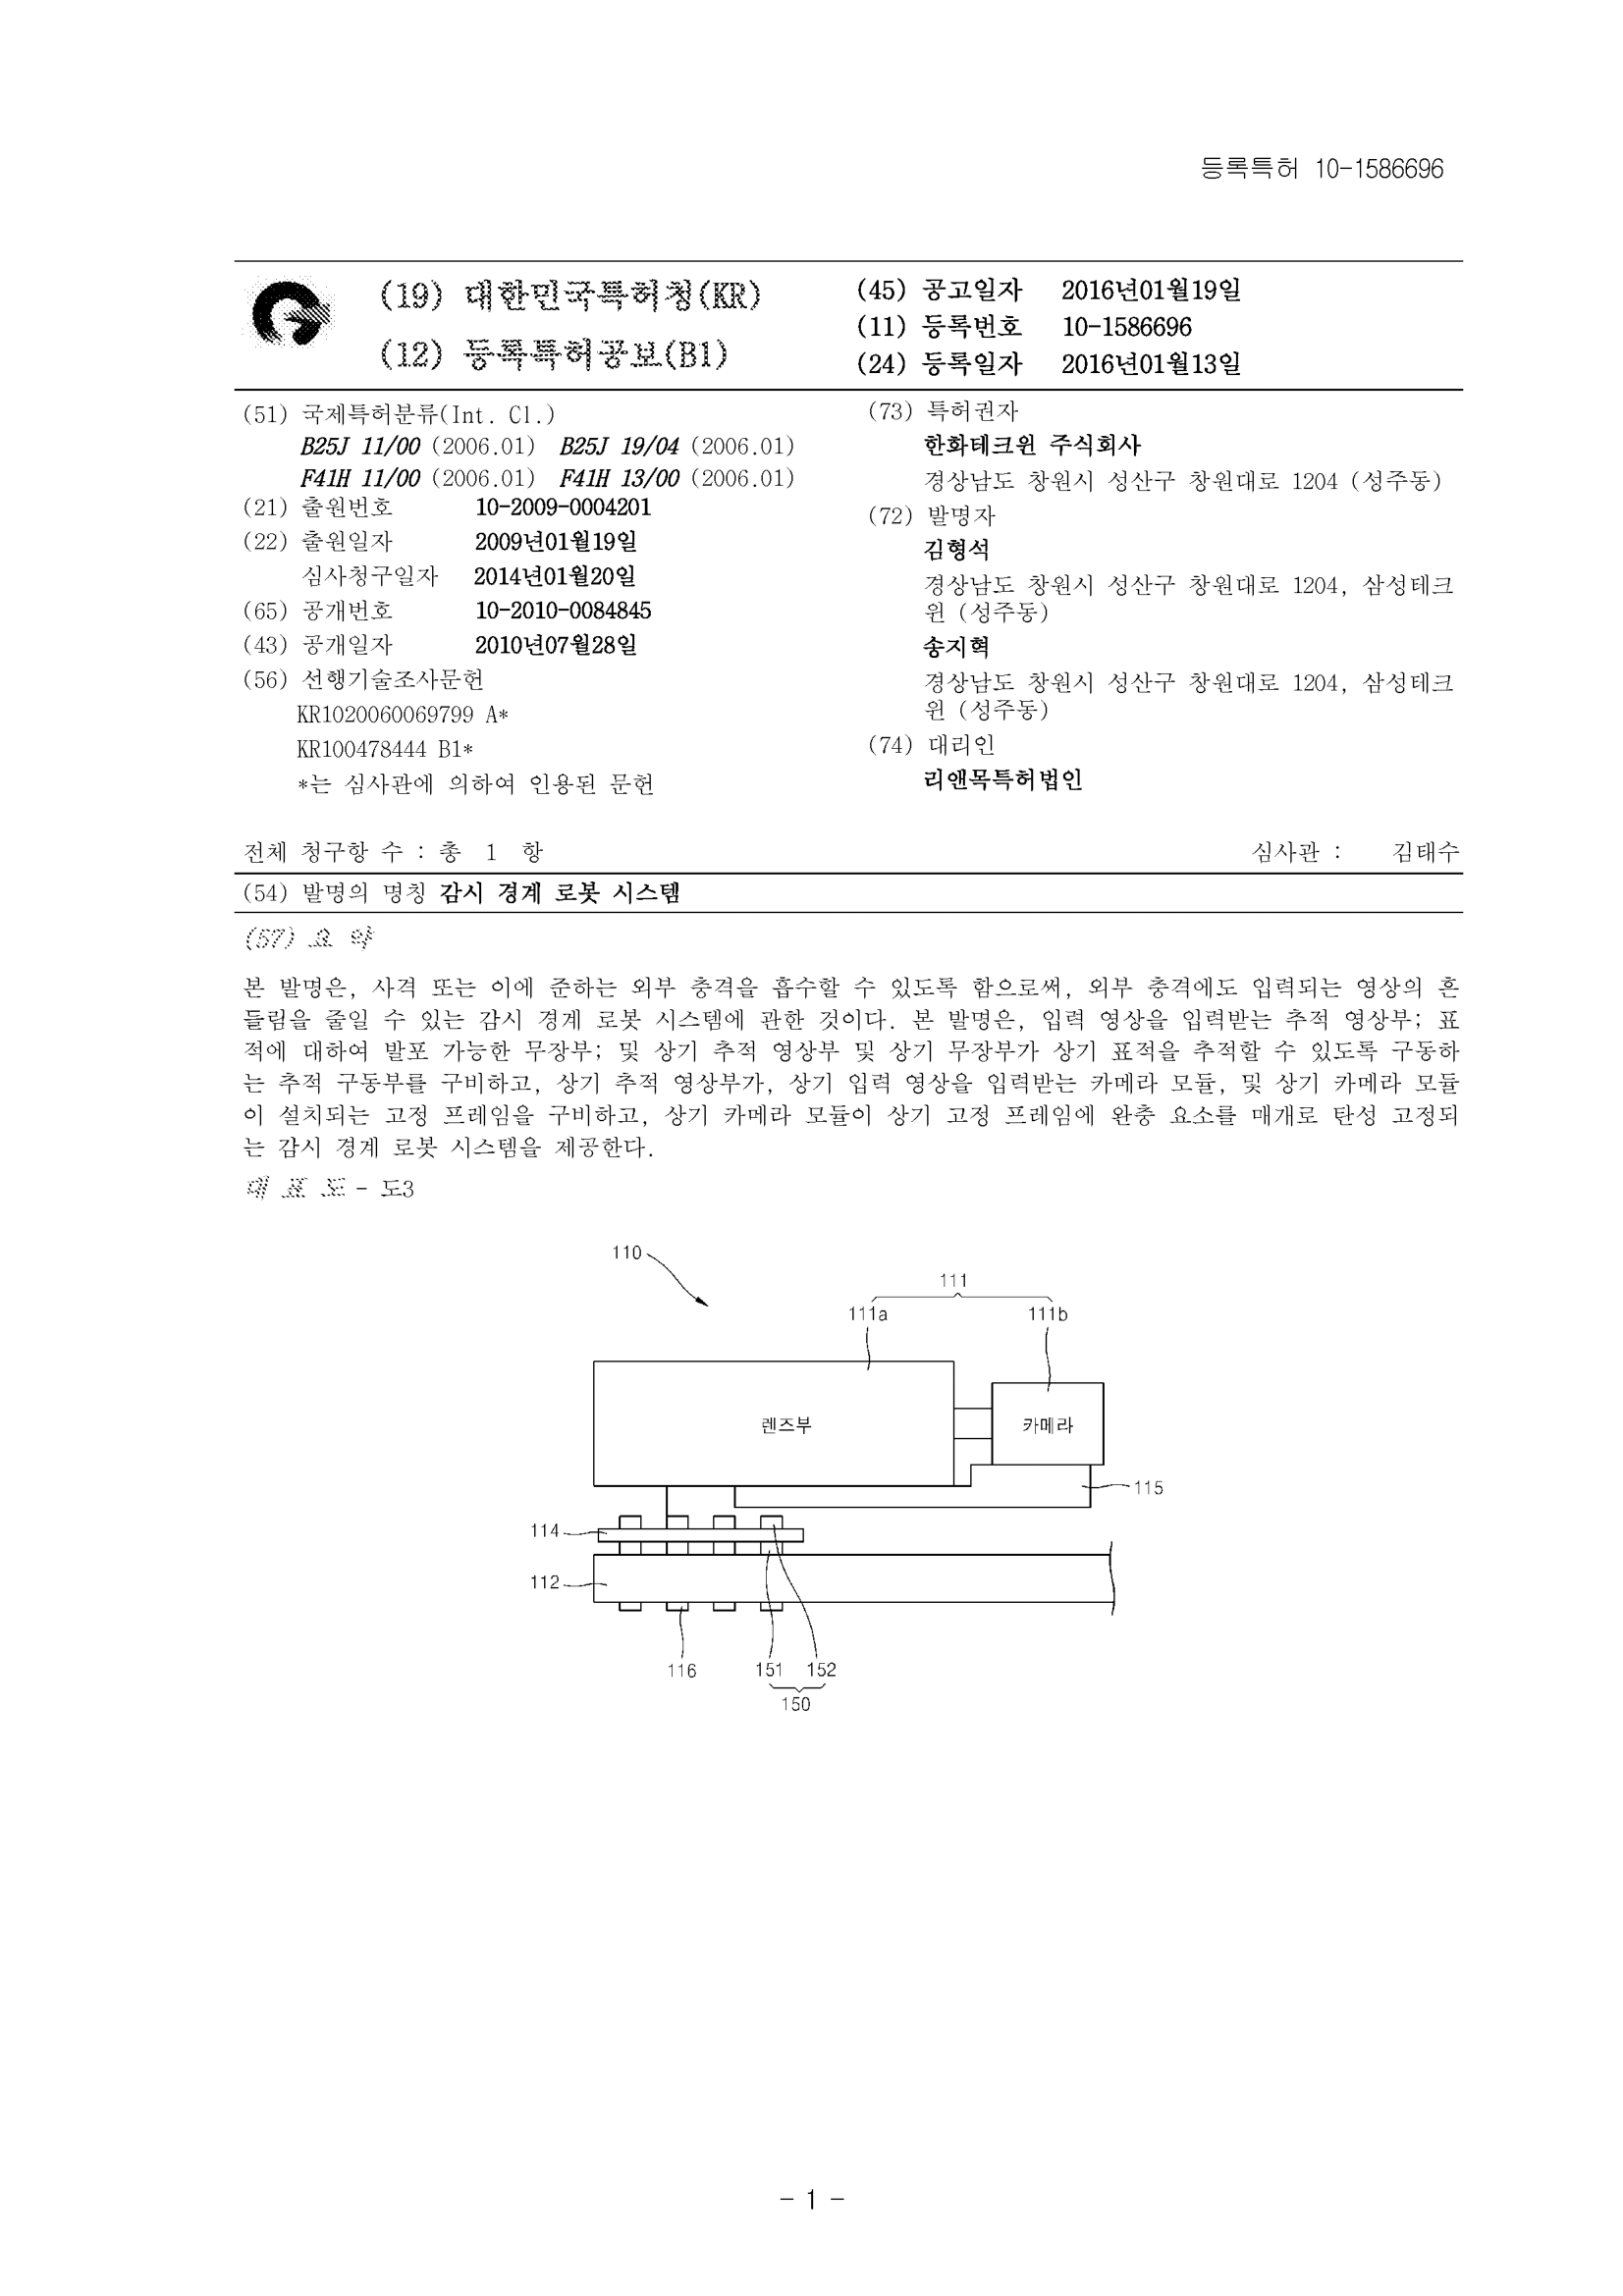 등록특허 10-1586696
(19) 대한민국특허청(KR)
(12) 등록특허공보(B1)
(45) 공고일자 2016년01월19일
(11) 등록번호 10-1586696
(24) 등록일자 2016년01월13일
(51) 국제특허분류(Int. Cl.)
B25J 11/00 (2006.01) B25J 19/04 (2006.01)
F41H 11/00 (2006.01) F41H 13/00 (2006.01)
(21) 출원번호 10-2009-0004201
(22) 출원일자 2009년01월19일
심사청구일자 2014년01월20일
(65) 공개번호 10-2010-0084845
(43) 공개일자 2010년07월28일
(56) 선행기술조사문헌
KR1020060069799 A*
KR100478444 B1*
*는 심사관에 의하여 인용된 문헌
(73) 특허권자
한화테크윈 주식회사
경상남도 창원시 성산구 창원대로 1204 (성주동)
(72) 발명자
김형석
경상남도 창원시 성산구 창원대로 1204, 삼성테크
윈 (성주동)
송지혁
경상남도 창원시 성산구 창원대로 1204, 삼성테크
윈 (성주동)
(74) 대리인
리앤목특허법인
전체 청구항 수 : 총 1 항 심사관 : 김태수
(54) 발명의 명칭 감시 경계 로봇 시스템
(57) 요 약
본 발명은, 사격 또는 이에 준하는 외부 충격을 흡수할 수 있도록 함으로써, 외부 충격에도 입력되는 영상의 흔
들림을 줄일 수 있는 감시 경계 로봇 시스템에 관한 것이다. 본 발명은, 입력 영상을 입력받는 추적 영상부; 표
적에 대하여 발포 가능한 무장부; 및 상기 추적 영상부 및 상기 무장부가 상기 표적을 추적할 수 있도록 구동하
는 추적 구동부를 구비하고, 상기 추적 영상부가, 상기 입력 영상을 입력받는 카메라 모듈, 및 상기 카메라 모듈
이 설치되는 고정 프레임을 구비하고, 상기 카메라 모듈이 상기 고정 프레임에 완충 요소를 매개로 탄성 고정되
는 감시 경계 로봇 시스템을 제공한다.
대 표 도 - 도3
110
111
111a 111b
렌즈부 카메라
115
114
112
116 151 152
150
- 1 -